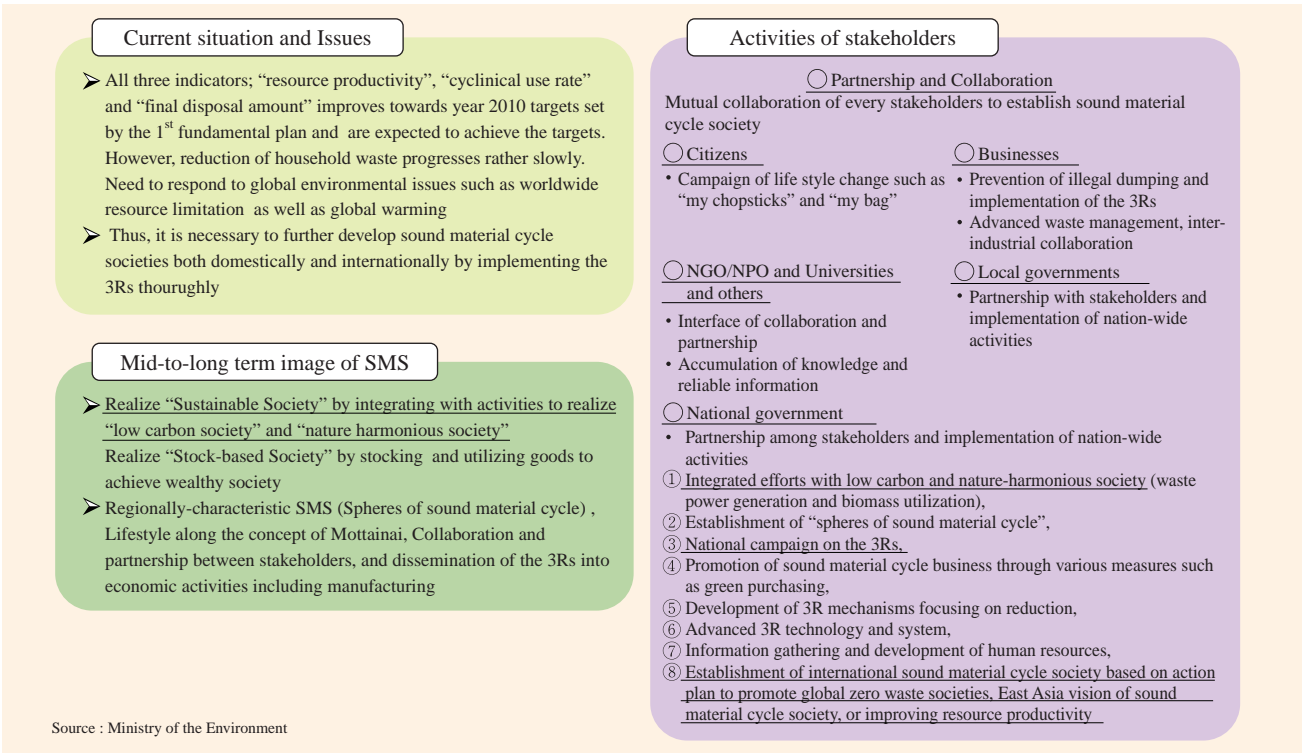 Current situation and Issues
➢ All three indicators; “resource productivity”, “cyclinical use rate”
and “final disposal amount” improves towards year 2010 targets set
by the 1st fundamental plan and are expected to achieve the targets.
However, reduction of household waste progresses rather slowly.
Need to respond to global environmental issues such as worldwide
resource limitation as well as global warming
➢ Thus, it is necessary to further develop sound material cycle
societies both domestically and internationally by implementing the
3Rs thourughly
Mid-to-long term image of SMS
➢ Realize “Sustainable Society” by integrating with activities to realize
“low carbon society” and “nature harmonious society”
Realize “Stock-based Society” by stocking and utilizing goods to
achieve wealthy society
➢ Regionally-characteristic SMS (Spheres of sound material cycle) ,
Lifestyle along the concept of Mottainai, Collaboration and
partnership between stakeholders, and dissemination of the 3Rs into
economic activities including manufacturing
Source : Ministry of the Environment
Activities of stakeholders
○ Partnership and Collaboration
Mutual collaboration of every stakeholders to establish sound material
cycle society
○ Citizens
• Campaign of life style change such as
“my chopsticks” and “my bag”
○ Businesses
• Prevention of illegal dumping and
implementation of the 3Rs
• Advanced waste management, inter-
industrial collaboration
○ NGO/NPO and Universities
and others
• Interface of collaboration and
partnership
• Accumulation of knowledge and
reliable information
○ Local governments
• Partnership with stakeholders and
implementation of nation-wide
activities
○ National government
• Partnership among stakeholders and implementation of nation-wide
activities
① Integrated efforts with low carbon and nature-harmonious society (waste
power generation and biomass utilization),
② Establishment of “spheres of sound material cycle”,
③ National campaign on the 3Rs,
④ Promotion of sound material cycle business through various measures such
as green purchasing,
⑤ Development of 3R mechanisms focusing on reduction,
⑥ Advanced 3R technology and system,
⑦ Information gathering and development of human resources,
⑧ Establishment of international sound material cycle society based on action
plan to promote global zero waste societies, East Asia vision of sound
material cycle society, or improving resource productivity